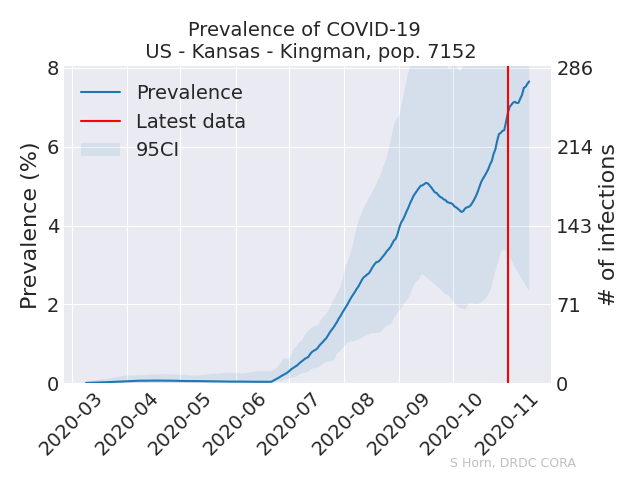 Prevalence of COVID-19
US - Kansas - Kingman, pop. 7152
Prevalence
Latest data
95CI
Prevalence (%)
8
6
4
2
0
# of infections
286
214
143
71
0
2020-03
2020-04
2020-05
2020-06
2020-07
2020-08
2020-09
2020-10
2020-11
S Horn, DRDC CORA